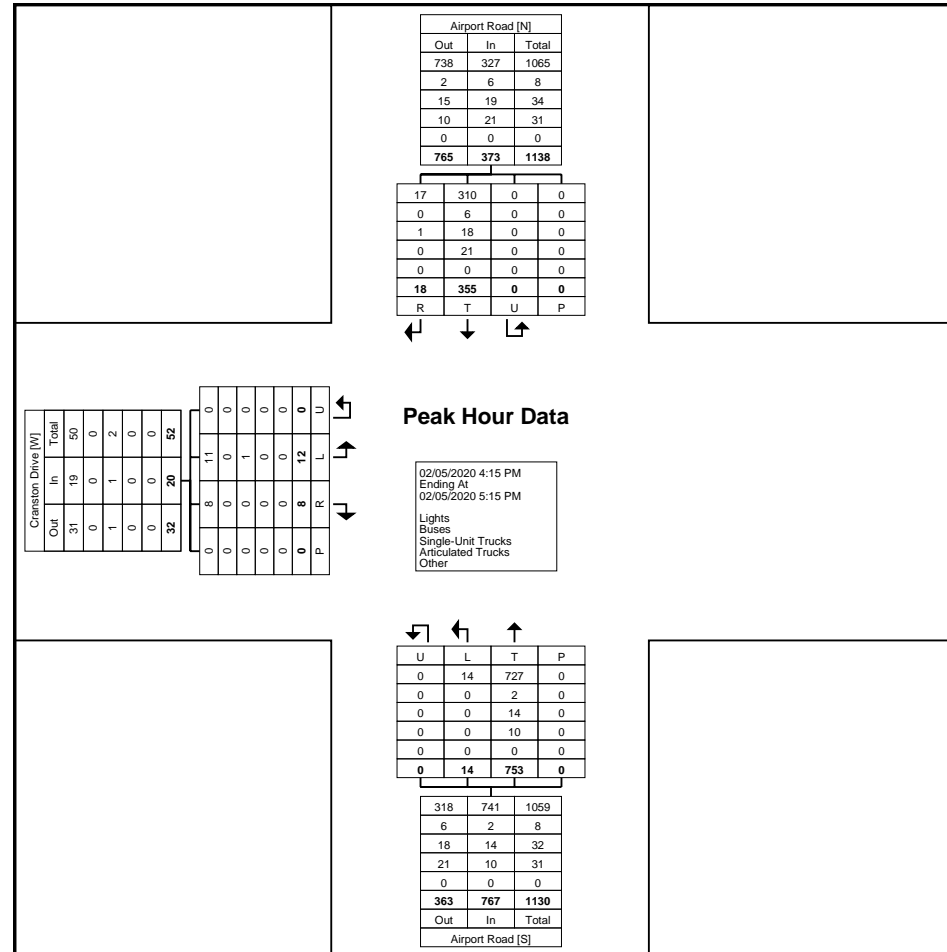 Airport Road [N]
Out In Total
738 327 1065
2 6 8
15 19 34
10 21 31
0 0 0
765 373 1138
17 310 0 0
0 6 0 0
1 18 0 0
0 21 0 0
0 0 0 0
18 355 0 0
R T U P
Cranston Drive [W]
Out In Total
31 19 50
0 0 0
1 1 2
0 0 0
0 0 0
32 20 52
0 8 11 0
0 0 0 0
0 0 1 0
0 0 0 0
0 0 0 0
0 8 12 0
P R L U
Peak Hour Data
02/05/2020 4:15 PM
Ending At
02/05/2020 5:15 PM
Lights
Buses
Single-Unit Trucks
Articulated Trucks
Other
U L T P
0 14 727 0
0 0 2 0
0 0 14 0
0 0 10 0
0 0 0 0
0 14 753 0
318 741 1059
6 2 8
18 14 32
21 10 31
0 0 0
363 767 1130
Out In Total
Airport Road [S]